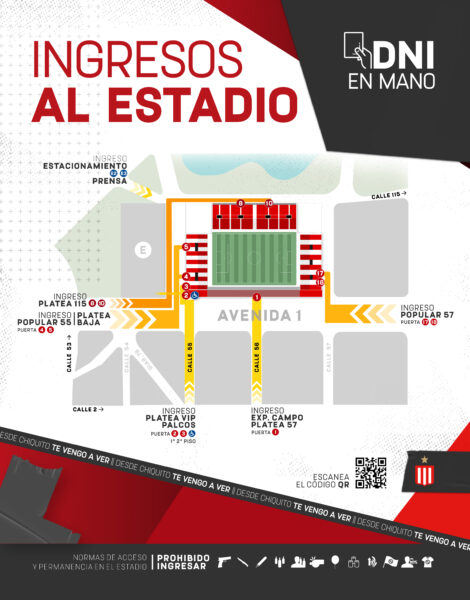 INGRESOS
AL ESTADIO
DNI
EN MANO
INGRESO
ESTACIONAMIENTO
PRENSA
CALLE 115
8
10
E
5
4
3
2
1
17
18
AVENIDA 1
INGRESO
PLATEA 115 8 10
INGRESO
POPULAR 55 | PLATEA BAJA
PUERTA 4 5
INGRESO
POPULAR 57
PUERTA 17 18
CALLE 53
CALLE 54
DIAG 79
CALLE 55
CALLE 56
CALLE 57
CALLE 2
INGRESO
PLATEA VIP
PALCOS
PUERTA 2 3
1° 2° PISO
INGRESO
EXP. CAMPO
PLATEA 57
PUERTA 1
ESCANEA
EL CÓDIGO QR
DESDE CHIQUITO TE VENGO A VER || DESDE CHIQUITO TE VENGO A VER || DESDE CHIQUITO TE VENGO A VER || DESDE CHIQUITO TE VENGO A VER
NORMAS DE ACCESO
Y PERMANENCIA EN EL ESTADIO
PROHIBIDO
INGRESAR